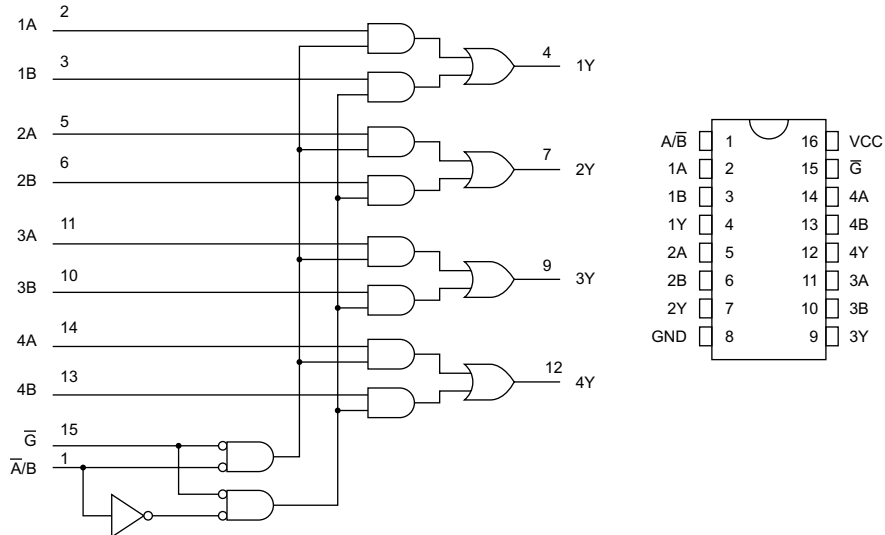 1A 2
1B 3
4 1Y
2A 5
2B 6
7 2Y
3A 11
3B 10
9 3Y
4A 14
4B 13
12 4Y
G̅ 15
A̅/B 1
A/B̅ 1 16 VCC
1A 2 15 G̅
1B 3 14 4A
1Y 4 13 4B
2A 5 12 4Y
2B 6 11 3A
2Y 7 10 3B
GND 8 9 3Y